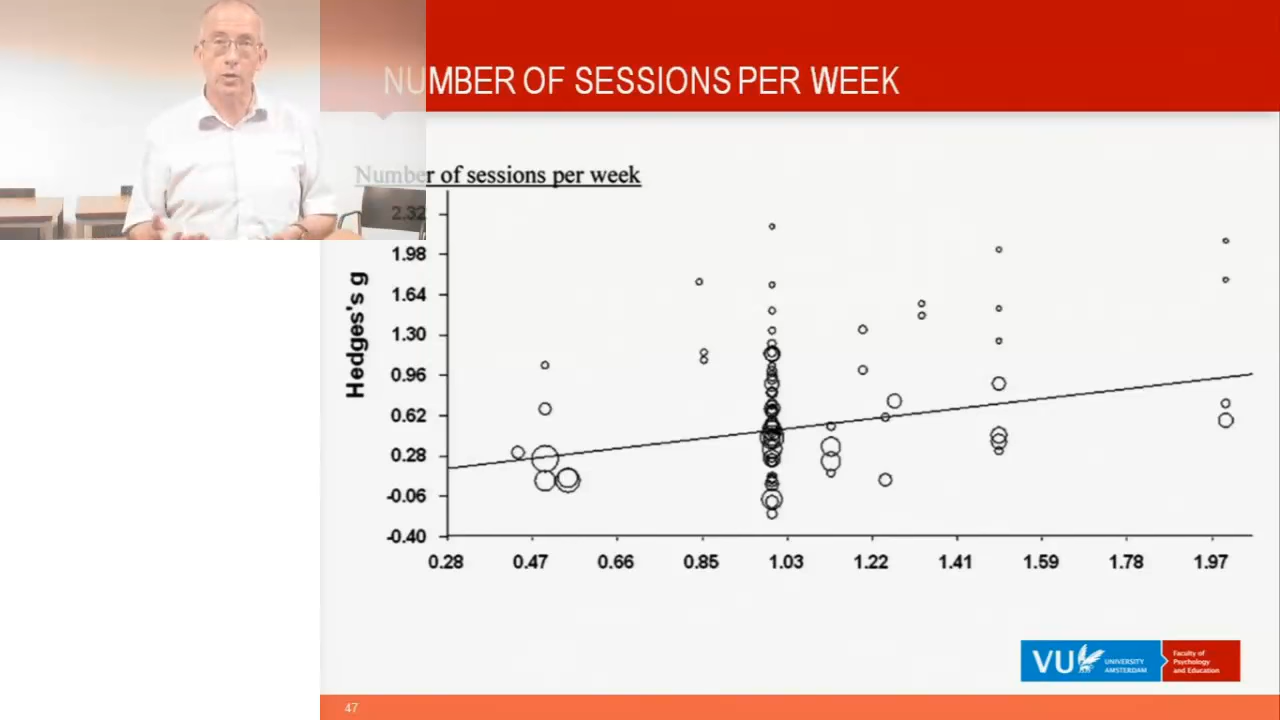 NUMBER OF SESSIONS PER WEEK
Number of sessions per week
Hedges's g
2.32
1.98
1.64
1.30
0.96
0.62
0.28
-0.06
-0.40
0.28 0.47 0.66 0.85 1.03 1.22 1.41 1.59 1.78 1.97
VU UNIVERSITY AMSTERDAM
Faculty of
Psychology
and Education
47